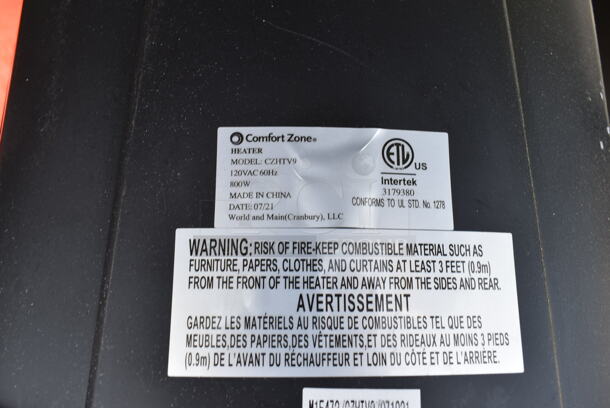 Comfort Zone®
HEATER
MODEL: CZHTV9
120VAC 60Hz
800W
MADE IN CHINA
DATE: 07/21
World and Main(Cranbury), LLC
ETL US
Intertek
3179380
CONFORMS TO UL STD. No. 1278
WARNING: RISK OF FIRE-KEEP COMBUSTIBLE MATERIAL SUCH AS
FURNITURE, PAPERS, CLOTHES, AND CURTAINS AT LEAST 3 FEET (0.9m)
FROM THE FRONT OF THE HEATER AND AWAY FROM THE SIDES AND REAR.
AVERTISSEMENT
GARDEZ LES MATÉRIELS AU RISQUE DE COMBUSTIBLES TEL QUE DES
MEUBLES,DES PAPIERS,DES VÊTEMENTS,ET DES RIDEAUX AU MOINS 3 PIEDS
(0.9m) DE L'AVANT DU RÉCHAUFFEUR ET LOIN DU CÔTÉ ET DE L'ARRIÈRE.